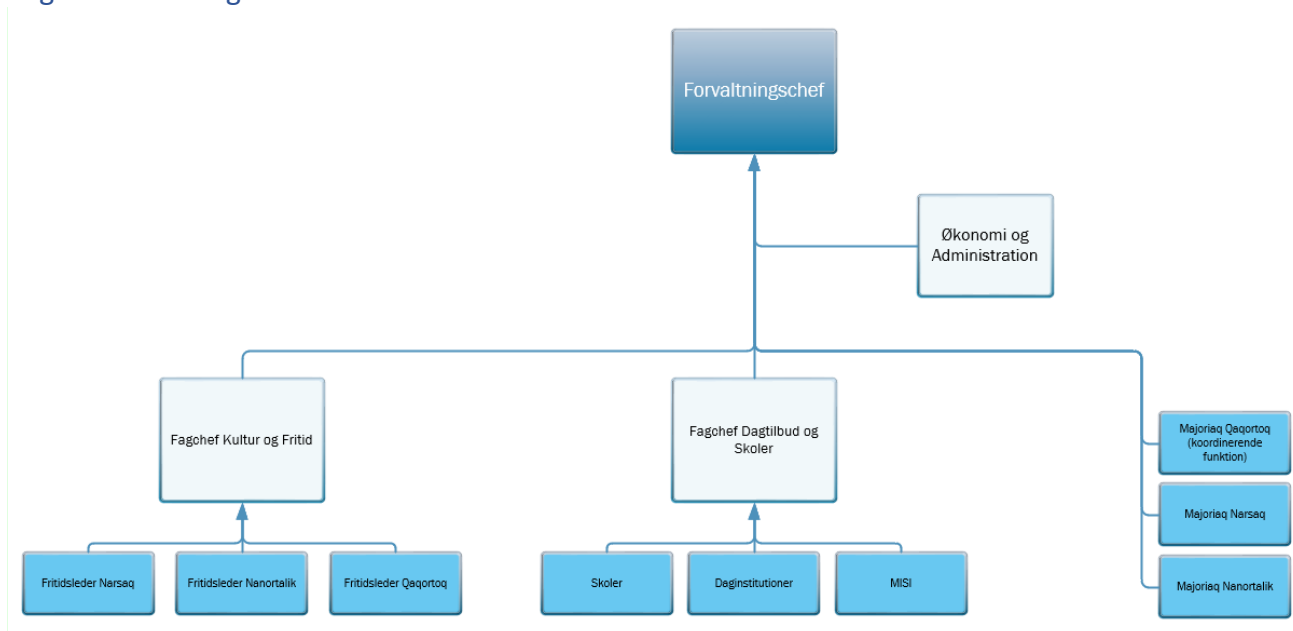 Forvaltningschef
Økonomi og
Administration
Fagchef Kultur og Fritid
Fagchef Dagtilbud og
Skoler
Majoriaq Qaqortoq
(koordinerende
funktion)
Majoriaq Narsaq
Majoriaq Nanortalik
Fritidsleder Narsaq
Fritidsleder Nanortalik
Fritidsleder Qaqortoq
Skoler
Daginstitutioner
MISI